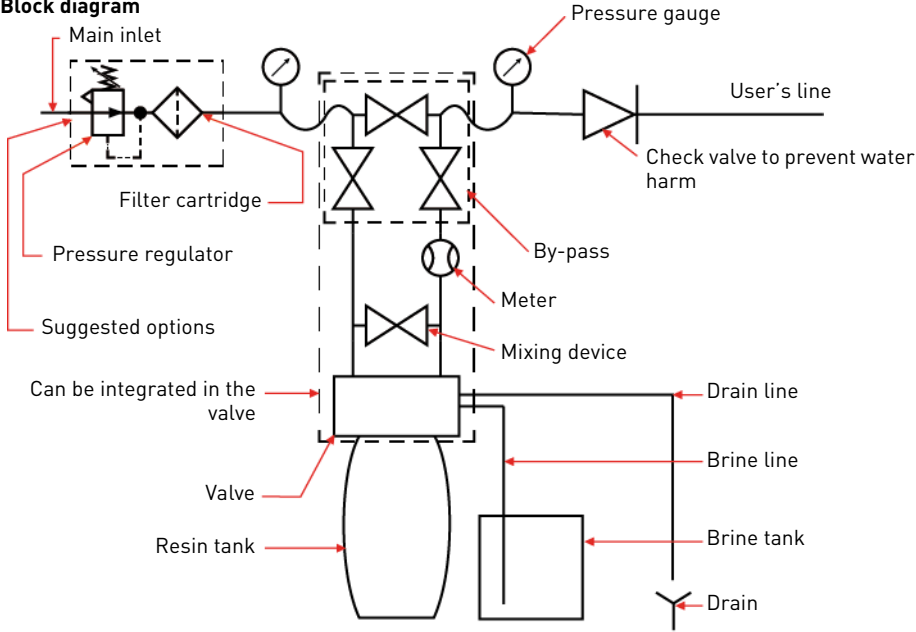 Block diagram
Main inlet
Pressure gauge
User's line
Check valve to prevent water
harm
Filter cartridge
Pressure regulator
By-pass
Meter
Suggested options
Mixing device
Can be integrated in the
valve
Drain line
Brine line
Valve
Resin tank
Brine tank
Drain